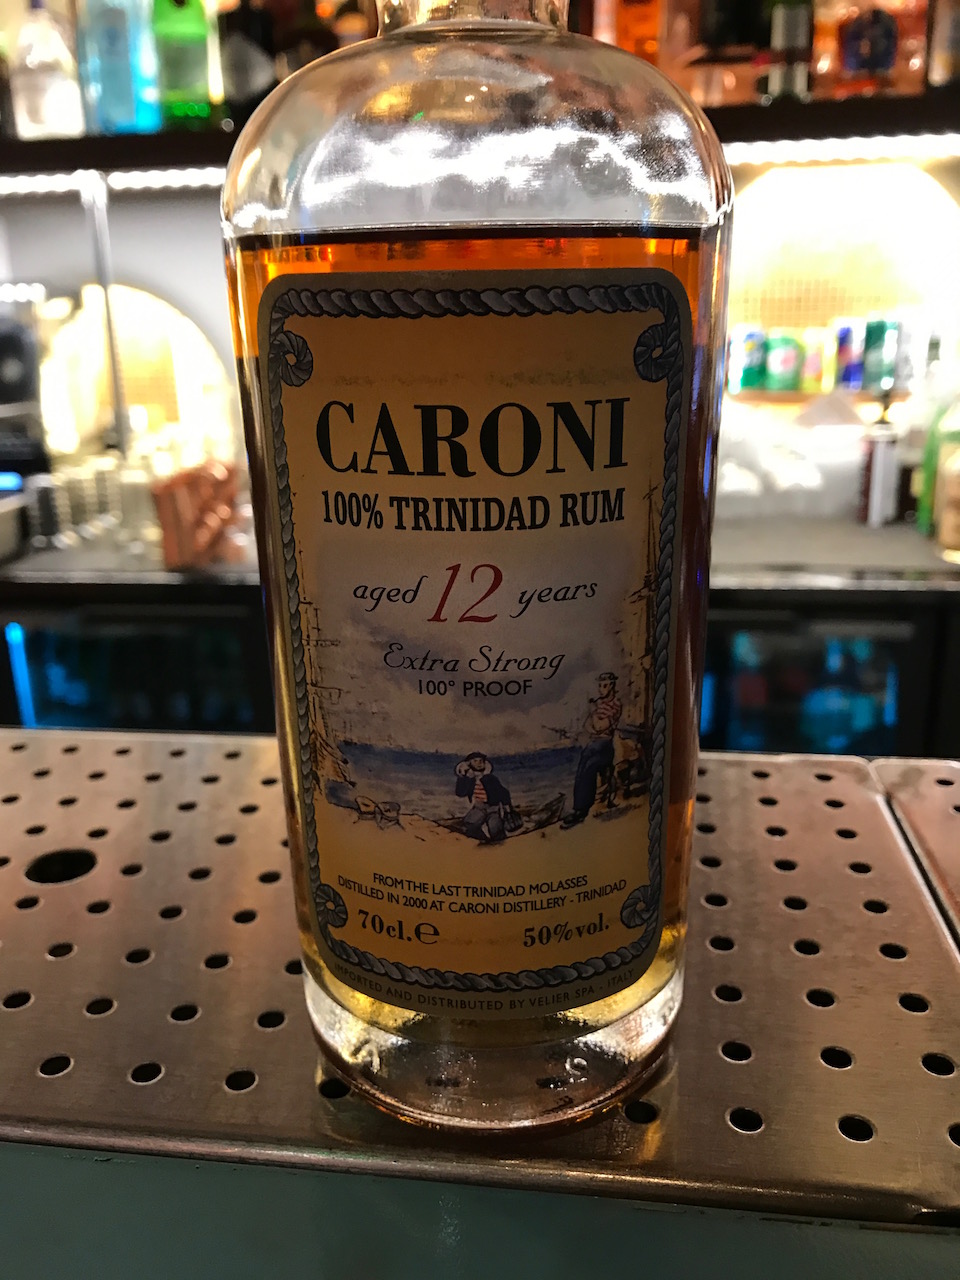 CARONI
100% TRINIDAD RUM
aged 12 years
Extra Strong
100° PROOF
FROM THE LAST TRINIDAD MOLASSES
DISTILLED IN 2000 AT CARONI DISTILLERY - TRINIDAD
70cl.℮ 50%vol.
IMPORTED AND DISTRIBUTED BY VELIER SPA - ITALY